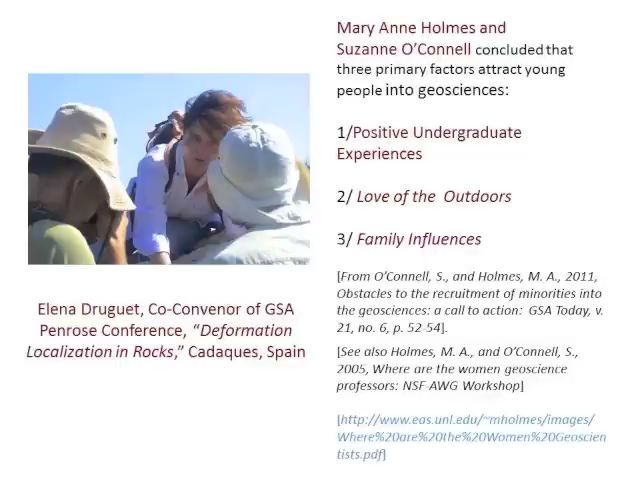 Mary Anne Holmes and
Suzanne O'Connell concluded that
three primary factors attract young
people into geosciences:
1/Positive Undergraduate
Experiences
2/ Love of the Outdoors
3/ Family Influences
[From O'Connell, S., and Holmes, M. A., 2011,
Obstacles to the recruitment of minorities into
the geosciences: a call to action: GSA Today, v.
21, no. 6, p. 52-54].
[See also Holmes, M. A., and O'Connell, S.,
2005, Where are the women geoscience
professors: NSF-AWG Workshop]
[http://www.eas.unl.edu/~mholmes/images/
Where%20are%20the%20Women%20Geoscien
tists.pdf]
Elena Druguet, Co-Convenor of GSA
Penrose Conference, "Deformation
Localization in Rocks," Cadaques, Spain